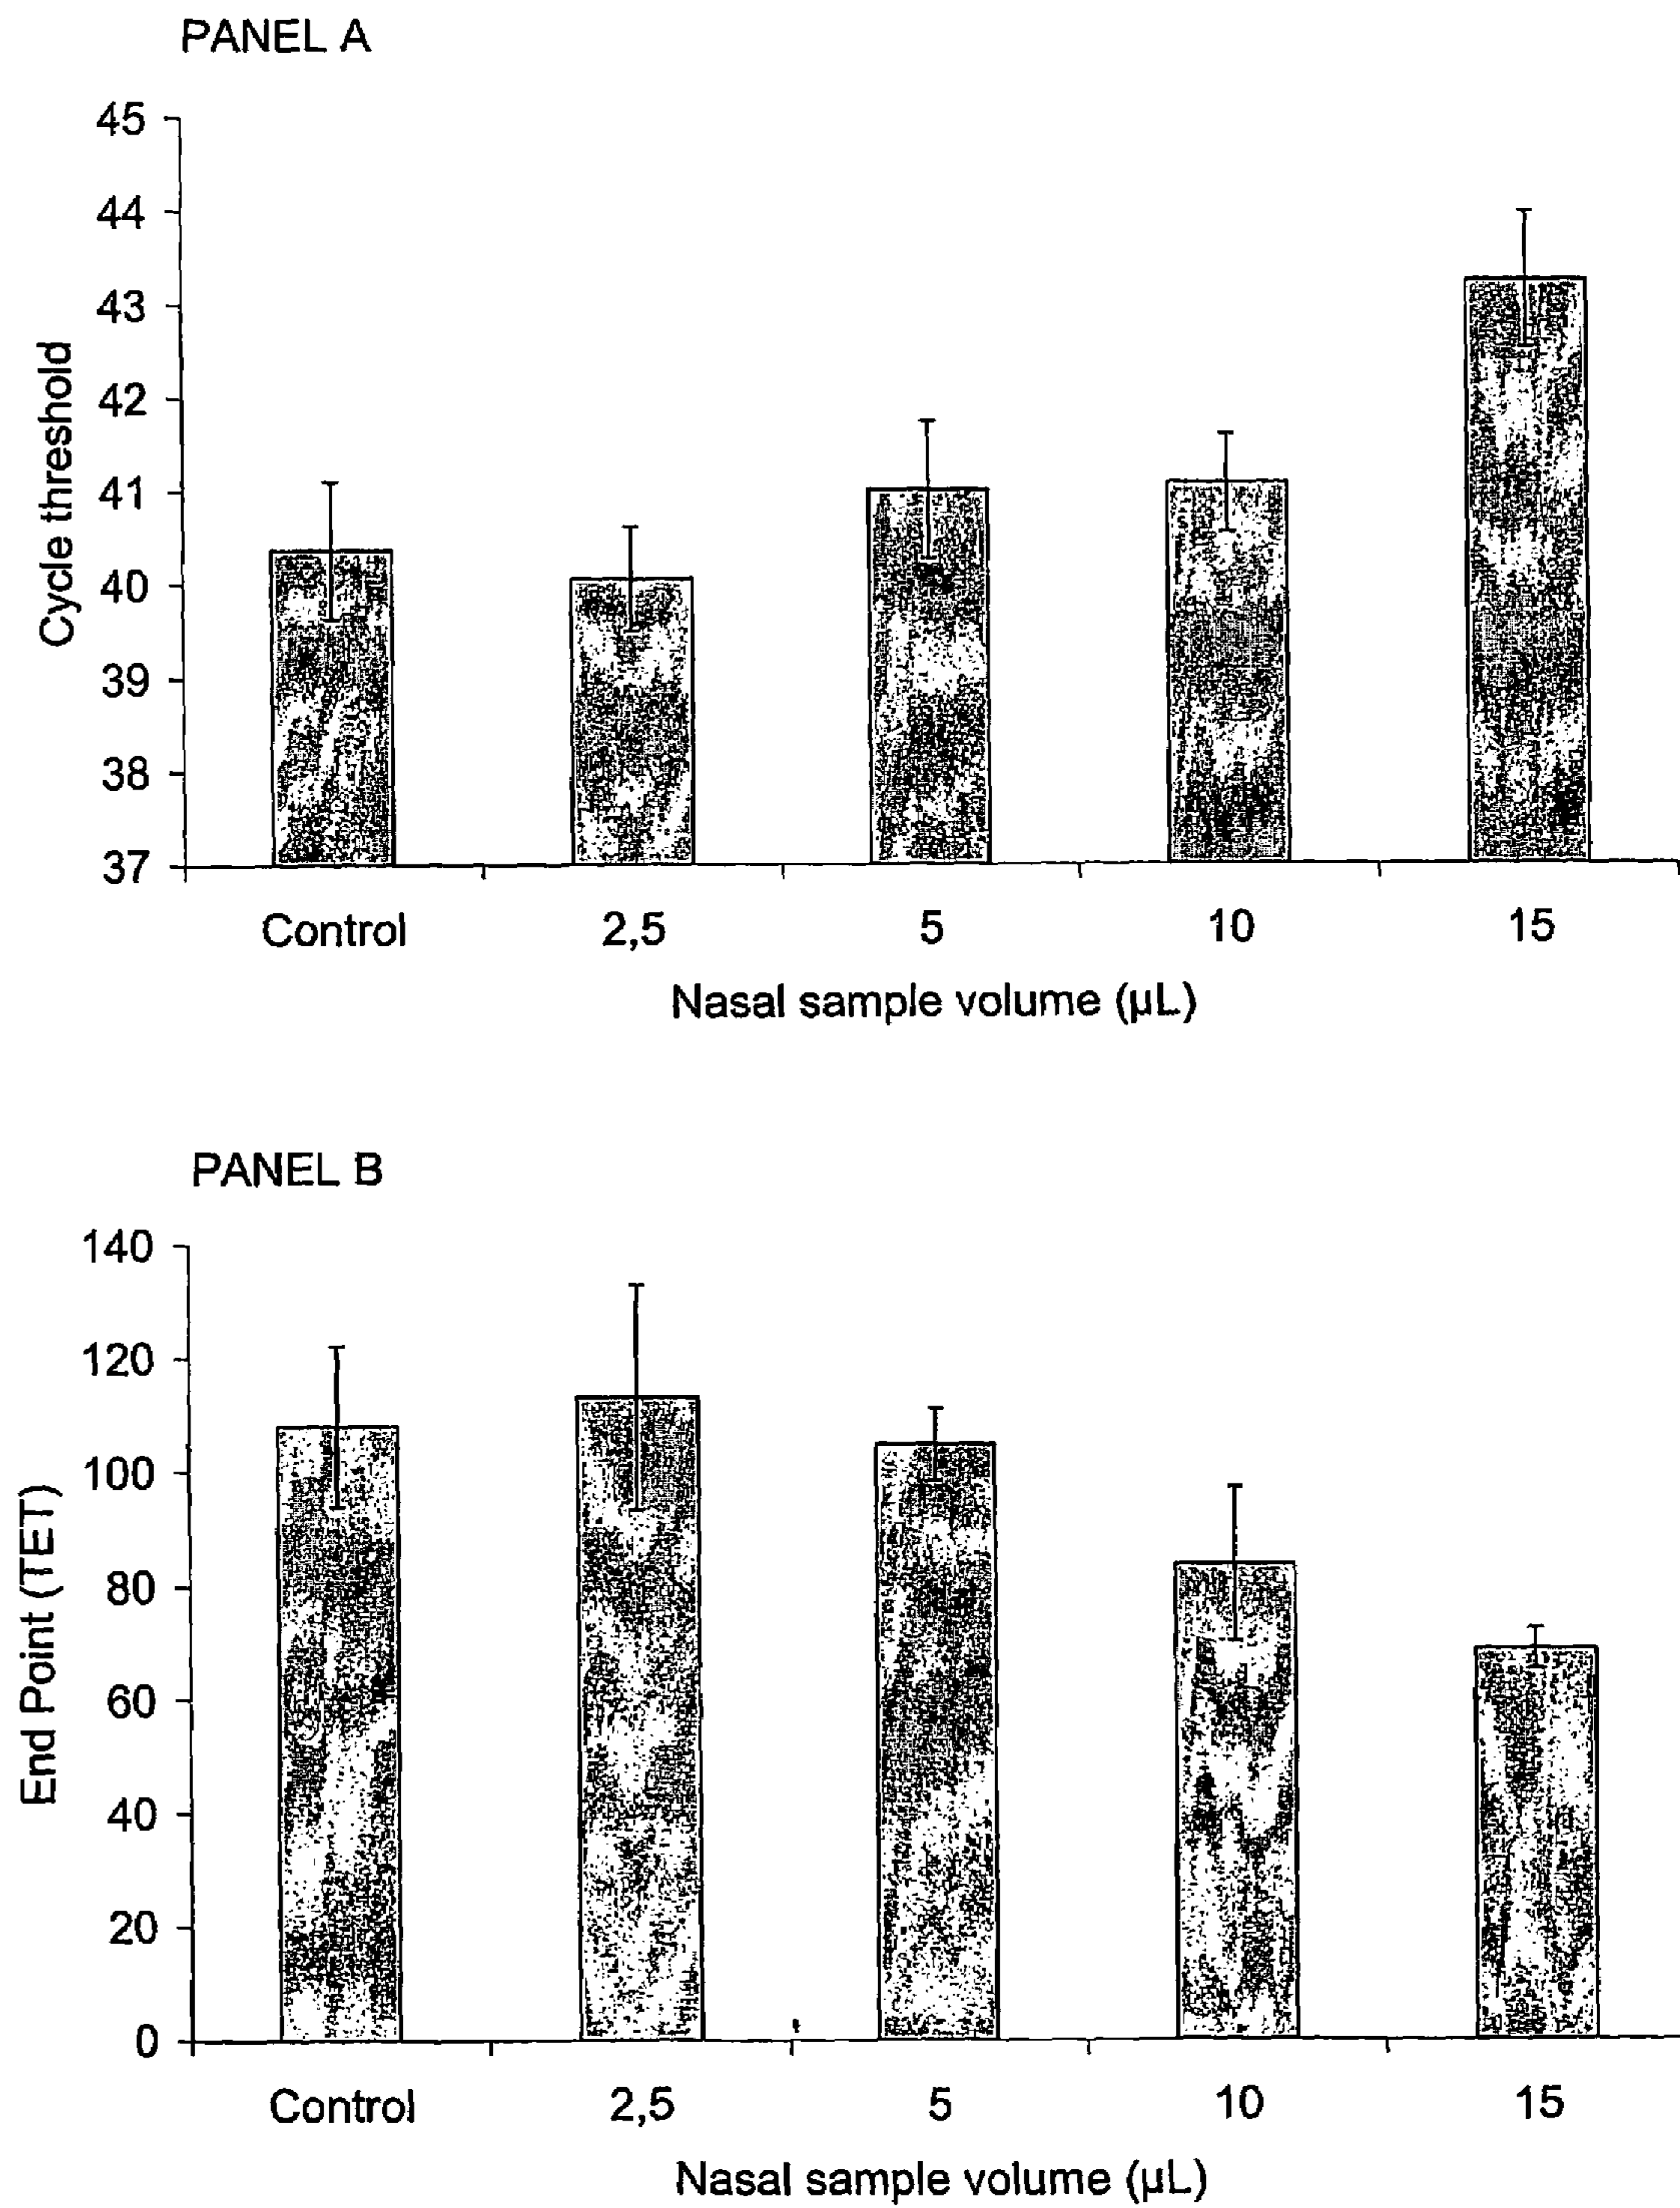 PANEL A
45
44
43
42
41
40
39
38
37
Cycle threshold
Control 2,5 5 10 15
Nasal sample volume (µL)
PANEL B
140
120
100
80
60
40
20
0
End Point (TET)
Control 2,5 5 10 15
Nasal sample volume (µL)